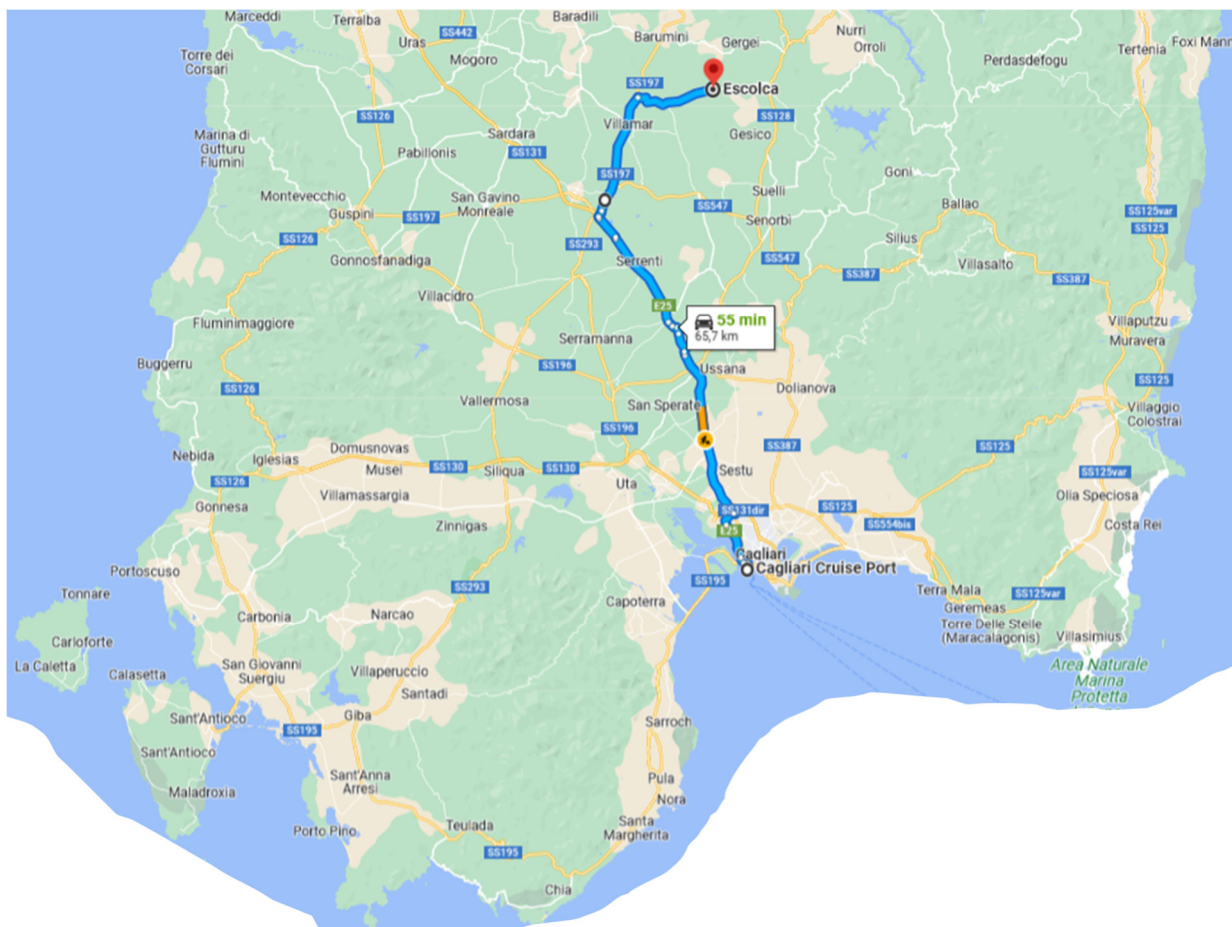 Marceddì
Terralba
Baradili
Uras
SS442
Barumini
Gergei
Nurri
Orroli
Torre dei
Corsari
Mogoro
Perdasdefogu
Tertenia
Foxi Mann
SS197
Escolca
SS126
Villamar
SS128
Gesico
Marina di
Gutturu
Flumini
Sardara
SS131
Pabillonis
SS197
Goni
Montevecchio
San Gavino
Monreale
Suelli
Guspini
SS197
SS547
Senorbì
Ballao
SS125var
SS125
SS126
SS293
Silius
Gonnosfanadiga
Serrenti
SS547
SS387
Villasalto
SS387
Villacidro
E25
Fluminimaggiore
55 min
65,7 km
Villaputzu
Serramanna
Muravera
Buggerru
SS196
Ussana
SS126
Dolianova
SS125
Vallermosa
San Sperate
Villaggio
Colostrai
SS196
SS387
SS125
Nebida
Iglesias
Domusnovas
Musei
SS130
Siliqua
SS130
Sestu
SS126
Uta
SS125var
Gonnesa
Villamassargia
SS131dir
SS125
Olia Speciosa
Zinnigas
E25
SS554bis
Costa Rei
Cagliari
Portoscuso
SS195
Cagliari Cruise Port
Tonnare
SS293
Terra Mala
SS125var
Capoterra
Geremeas
Carbonia
Narcao
Torre Delle Stelle
(Maracalagonis)
Villasimius
Carloforte
La Caletta
Calasetta
San Giovanni
Suergiu
Villaperuccio
Area Naturale
Marina
Protetta
Santadi
Sant'Antioco
Giba
SS195
Sarroch
Sant'Antioco
Sant'Anna
Arresi
Pula
Maladroxia
Nora
Porto Pino
Teulada
Santa
Margherita
SS195
Chia